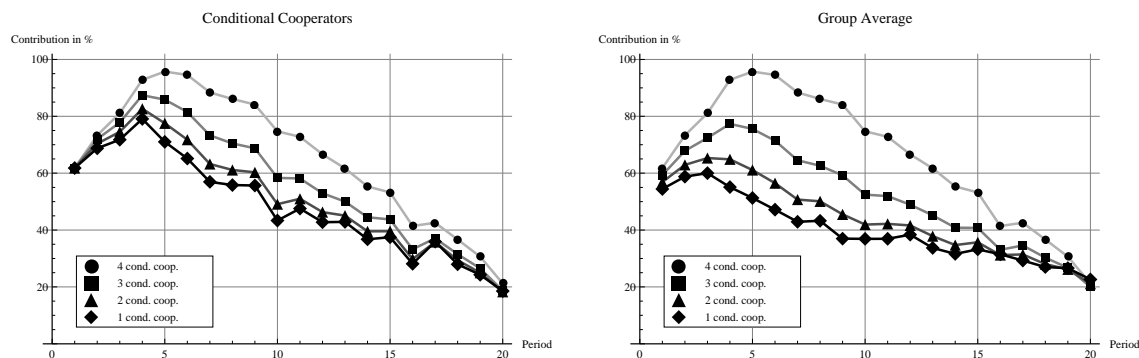 Conditional Cooperators
Contribution in %
100
80
60
40
20
4 cond. coop.
3 cond. coop.
2 cond. coop.
1 cond. coop.
0
5
10
15
20
Period
Group Average
Contribution in %
100
80
60
40
20
4 cond. coop.
3 cond. coop.
2 cond. coop.
1 cond. coop.
0
5
10
15
20
Period